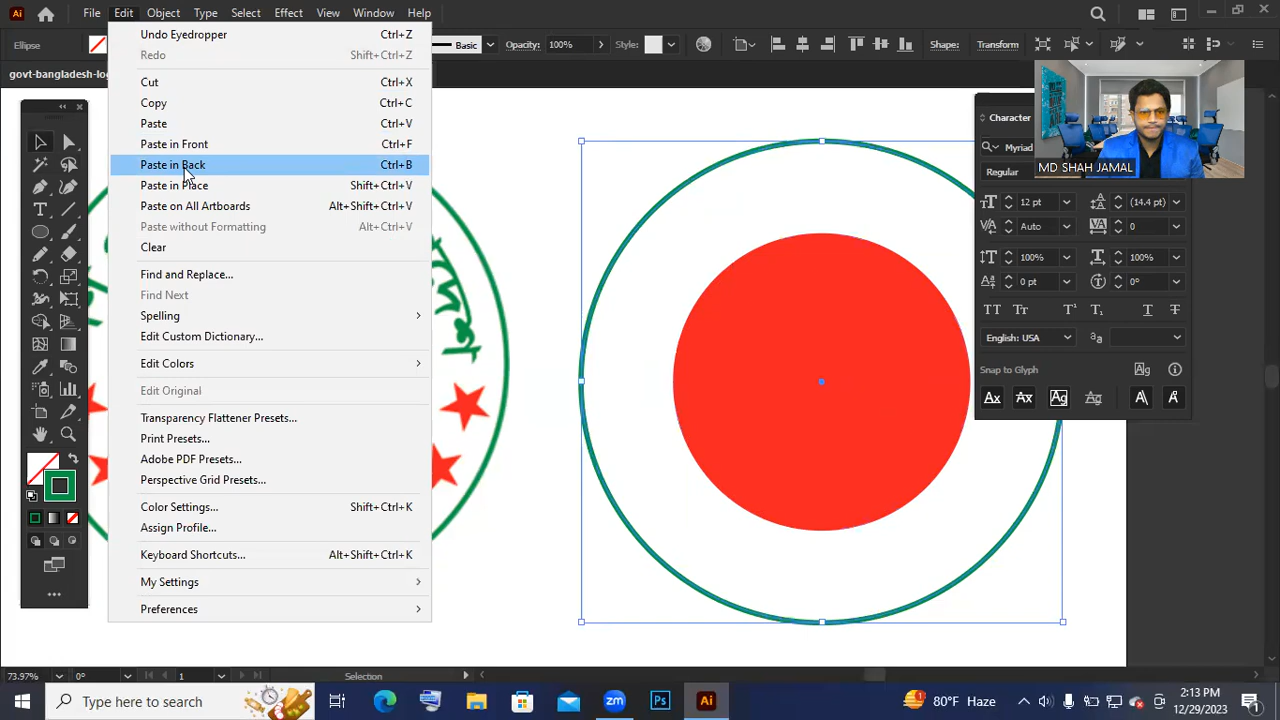 Ai File Edit Object Type Select Effect View Window Help
Ellipse Basic Opacity: 100% Style: Shape: Transform
govt-bangladesh-lo
Undo Eyedropper Ctrl+Z
Redo Shift+Ctrl+Z
Cut Ctrl+X
Copy Ctrl+C
Paste Ctrl+V
Paste in Front Ctrl+F
Paste in Back Ctrl+B
Paste in Place Shift+Ctrl+V
Paste on All Artboards Alt+Shift+Ctrl+V
Paste without Formatting Alt+Ctrl+V
Clear
Find and Replace...
Find Next
Spelling
Edit Custom Dictionary...
Edit Colors
Edit Original
Transparency Flattener Presets...
Print Presets...
Adobe PDF Presets...
Perspective Grid Presets...
Color Settings... Shift+Ctrl+K
Assign Profile...
Keyboard Shortcuts... Alt+Shift+Ctrl+K
My Settings
Preferences
MD SHAH JAMAL
Character
Myriad
Regular
12 pt (14.4 pt)
Auto 0
100% 100%
0 pt 0°
English: USA
Snap to Glyph
73.97% 0° 1 Selection
Type here to search
zm Ps Ai
80°F Haze
2:13 PM
12/29/2023